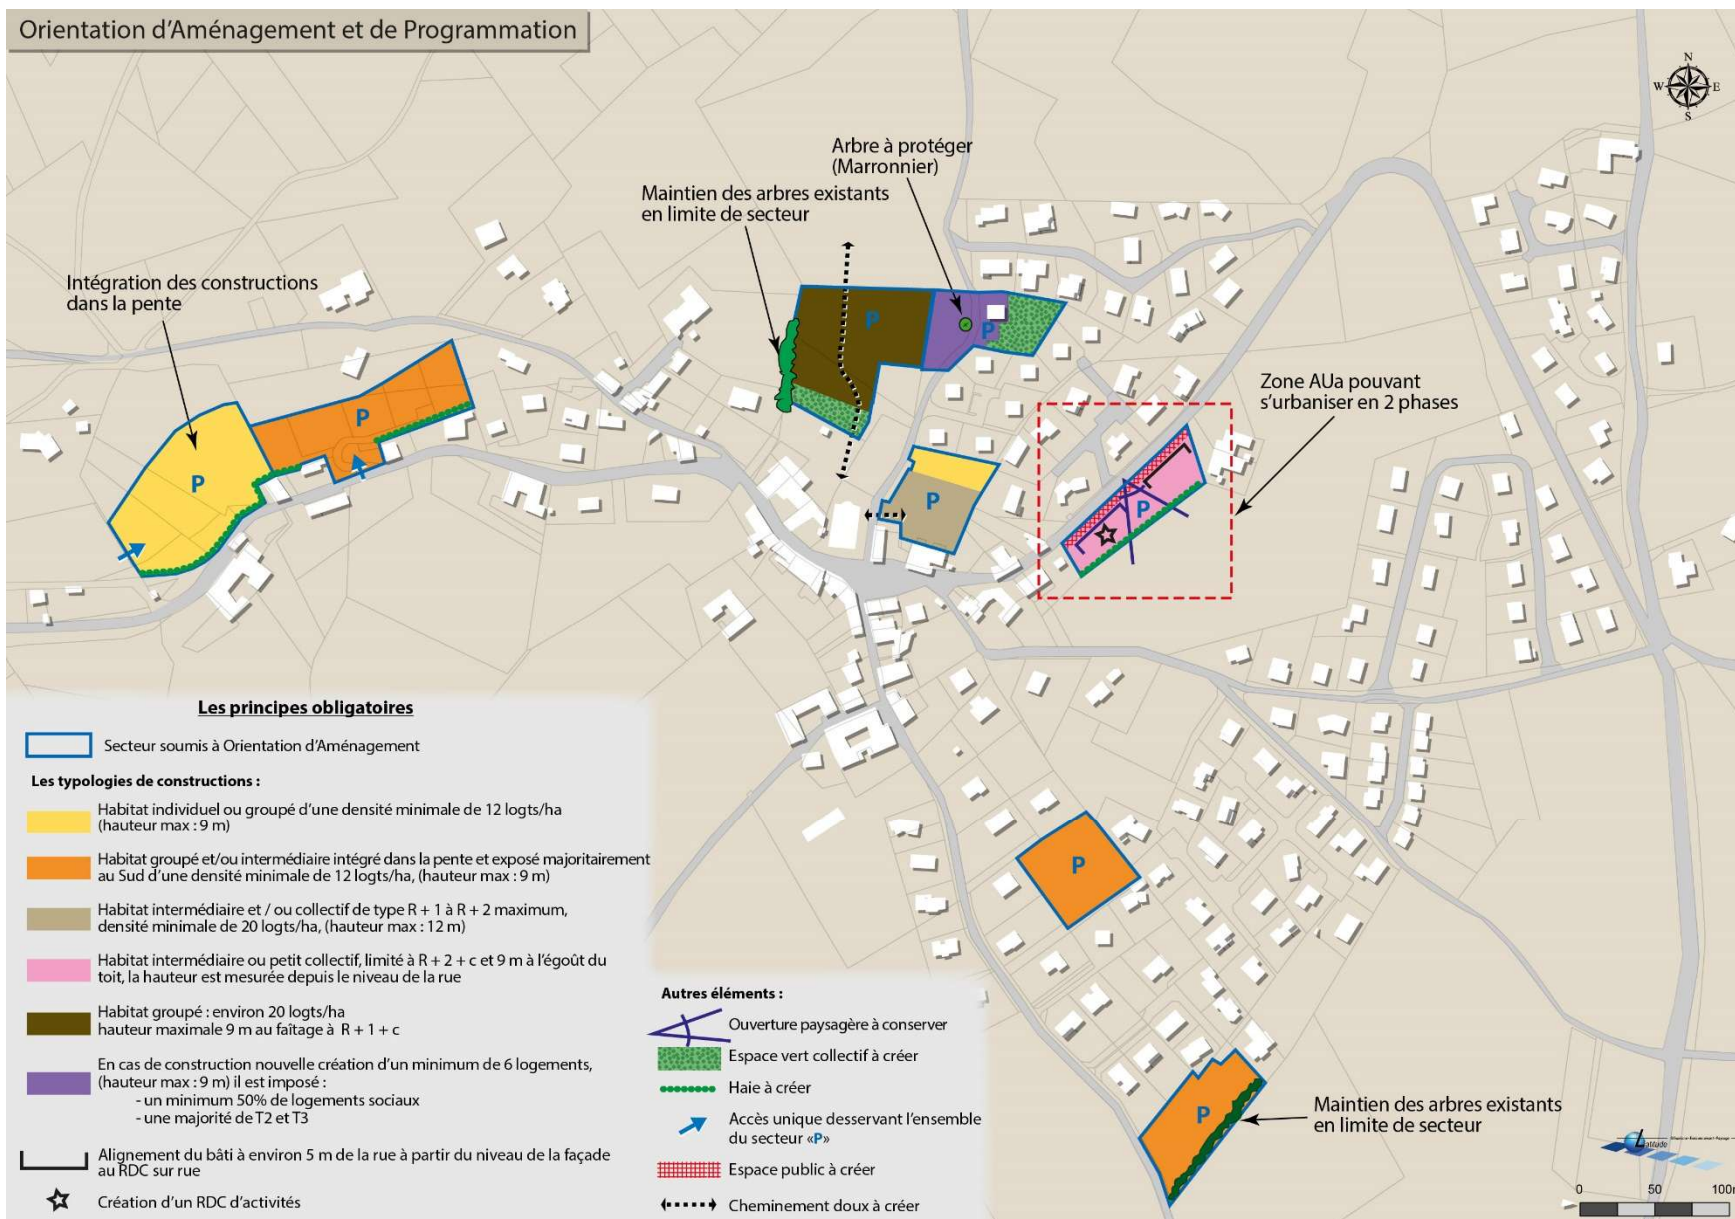 Orientation d'Aménagement et de Programmation
N
W
E
S
Arbre à protéger
(Marronnier)
Maintien des arbres existants
en limite de secteur
Intégration des constructions
dans la pente
Zone AUa pouvant
s'urbaniser en 2 phases
P
P
P
P
P
P
P
P
Maintien des arbres existants
en limite de secteur
Les principes obligatoires
Secteur soumis à Orientation d'Aménagement
Les typologies de constructions :
Habitat individuel ou groupé d'une densité minimale de 12 logts/ha
(hauteur max : 9 m)
Habitat groupé et/ou intermédiaire intégré dans la pente et exposé majoritairement
au Sud d'une densité minimale de 12 logts/ha, (hauteur max : 9 m)
Habitat intermédiaire et / ou collectif de type R + 1 à R + 2 maximum,
densité minimale de 20 logts/ha, (hauteur max : 12 m)
Habitat intermédiaire ou petit collectif, limité à R + 2 + c et 9 m à l'égoût du
toit, la hauteur est mesurée depuis le niveau de la rue
Habitat groupé : environ 20 logts/ha
hauteur maximale 9 m au faîtage à R + 1 + c
En cas de construction nouvelle création d'un minimum de 6 logements,
(hauteur max : 9 m) il est imposé :
- un minimum 50% de logements sociaux
- une majorité de T2 et T3
Alignement du bâti à environ 5 m de la rue à partir du niveau de la façade
au RDC sur rue
Création d'un RDC d'activités
Autres éléments :
Ouverture paysagère à conserver
Espace vert collectif à créer
Haie à créer
Accès unique desservant l'ensemble
du secteur «P»
Espace public à créer
Cheminement doux à créer
Latitude
0 50 100m